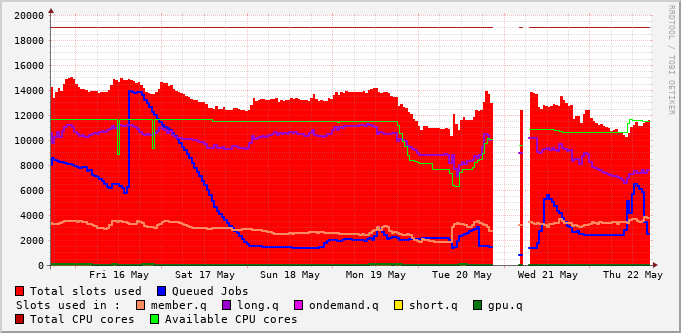 20000
18000
16000
14000
12000
10000
8000
6000
4000
2000
0
Fri 16 May Sat 17 May Sun 18 May Mon 19 May Tue 20 May Wed 21 May Thu 22 May
RRDTOOL / TOBI OETIKER
Total slots used Queued Jobs
Slots used in : member.q long.q ondemand.q short.q gpu.q
Total CPU cores Available CPU cores